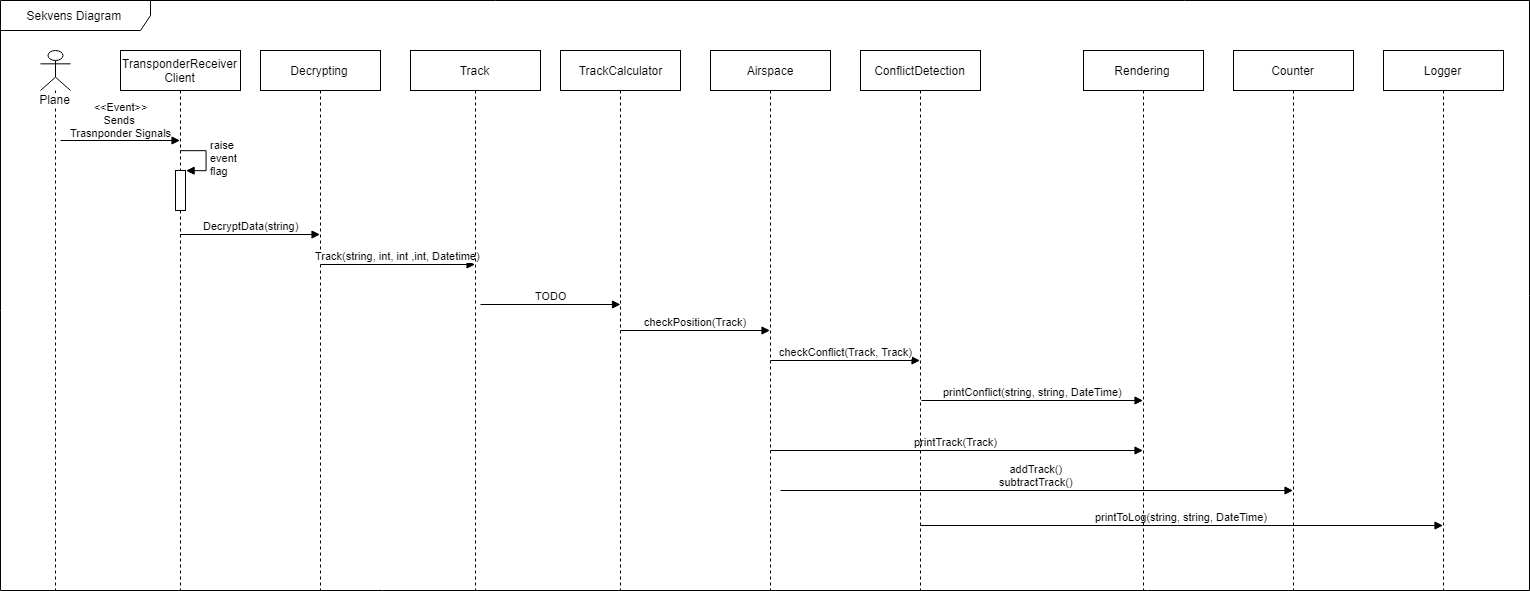 Sekvens Diagram
Plane
TransponderReceiver
Client
Decrypting
Track
TrackCalculator
Airspace
ConflictDetection
Rendering
Counter
Logger
<<Event>>
Sends
Trasnponder Signals
raise
event
flag
DecryptData(string)
Track(string, int, int ,int, Datetime)
TODO
checkPosition(Track)
checkConflict(Track, Track)
printConflict(string, string, DateTime)
printTrack(Track)
addTrack()
subtractTrack()
printToLog(string, string, DateTime)